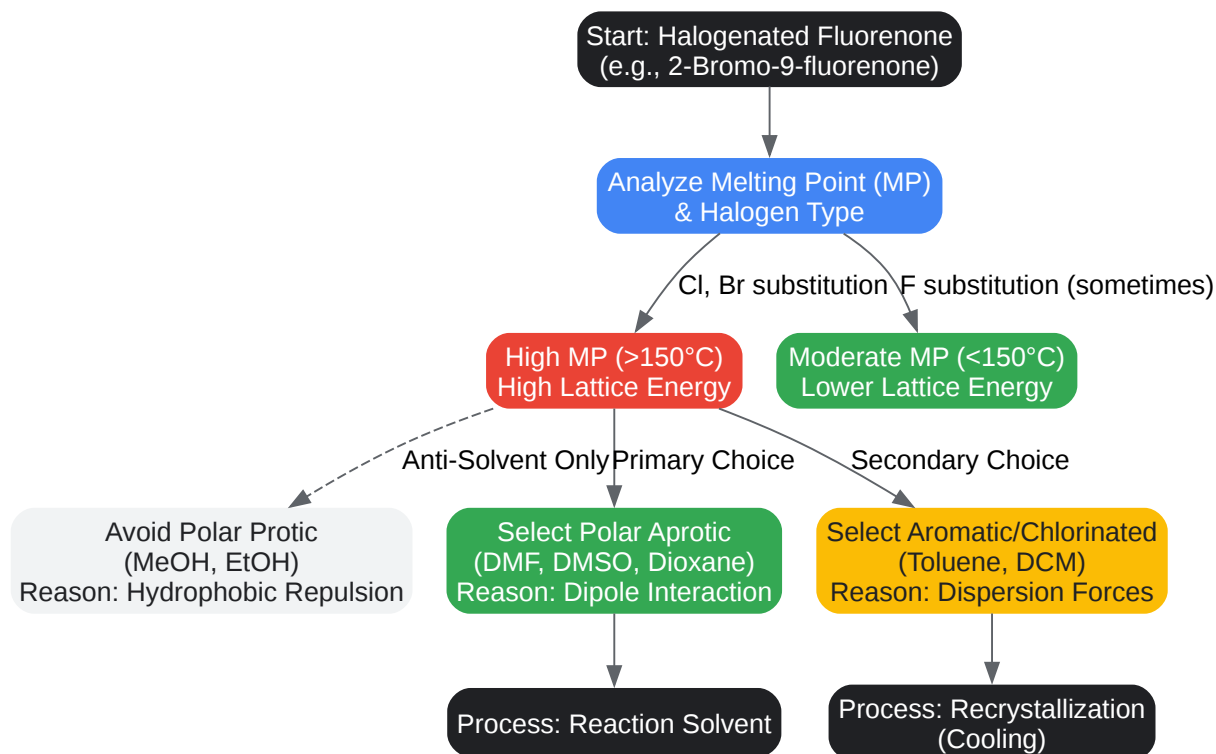 Start: Halogenated Fluorenone
(e.g., 2-Bromo-9-fluorenone)
Analyze Melting Point (MP)
& Halogen Type
Cl, Br substitution
F substitution (sometimes)
High MP (>150°C)
High Lattice Energy
Moderate MP (<150°C)
Lower Lattice Energy
Anti-Solvent Only
Primary Choice
Secondary Choice
Avoid Polar Protic
(MeOH, EtOH)
Reason: Hydrophobic Repulsion
Select Polar Aprotic
(DMF, DMSO, Dioxane)
Reason: Dipole Interaction
Select Aromatic/Chlorinated
(Toluene, DCM)
Reason: Dispersion Forces
Process: Reaction Solvent
Process: Recrystallization
(Cooling)